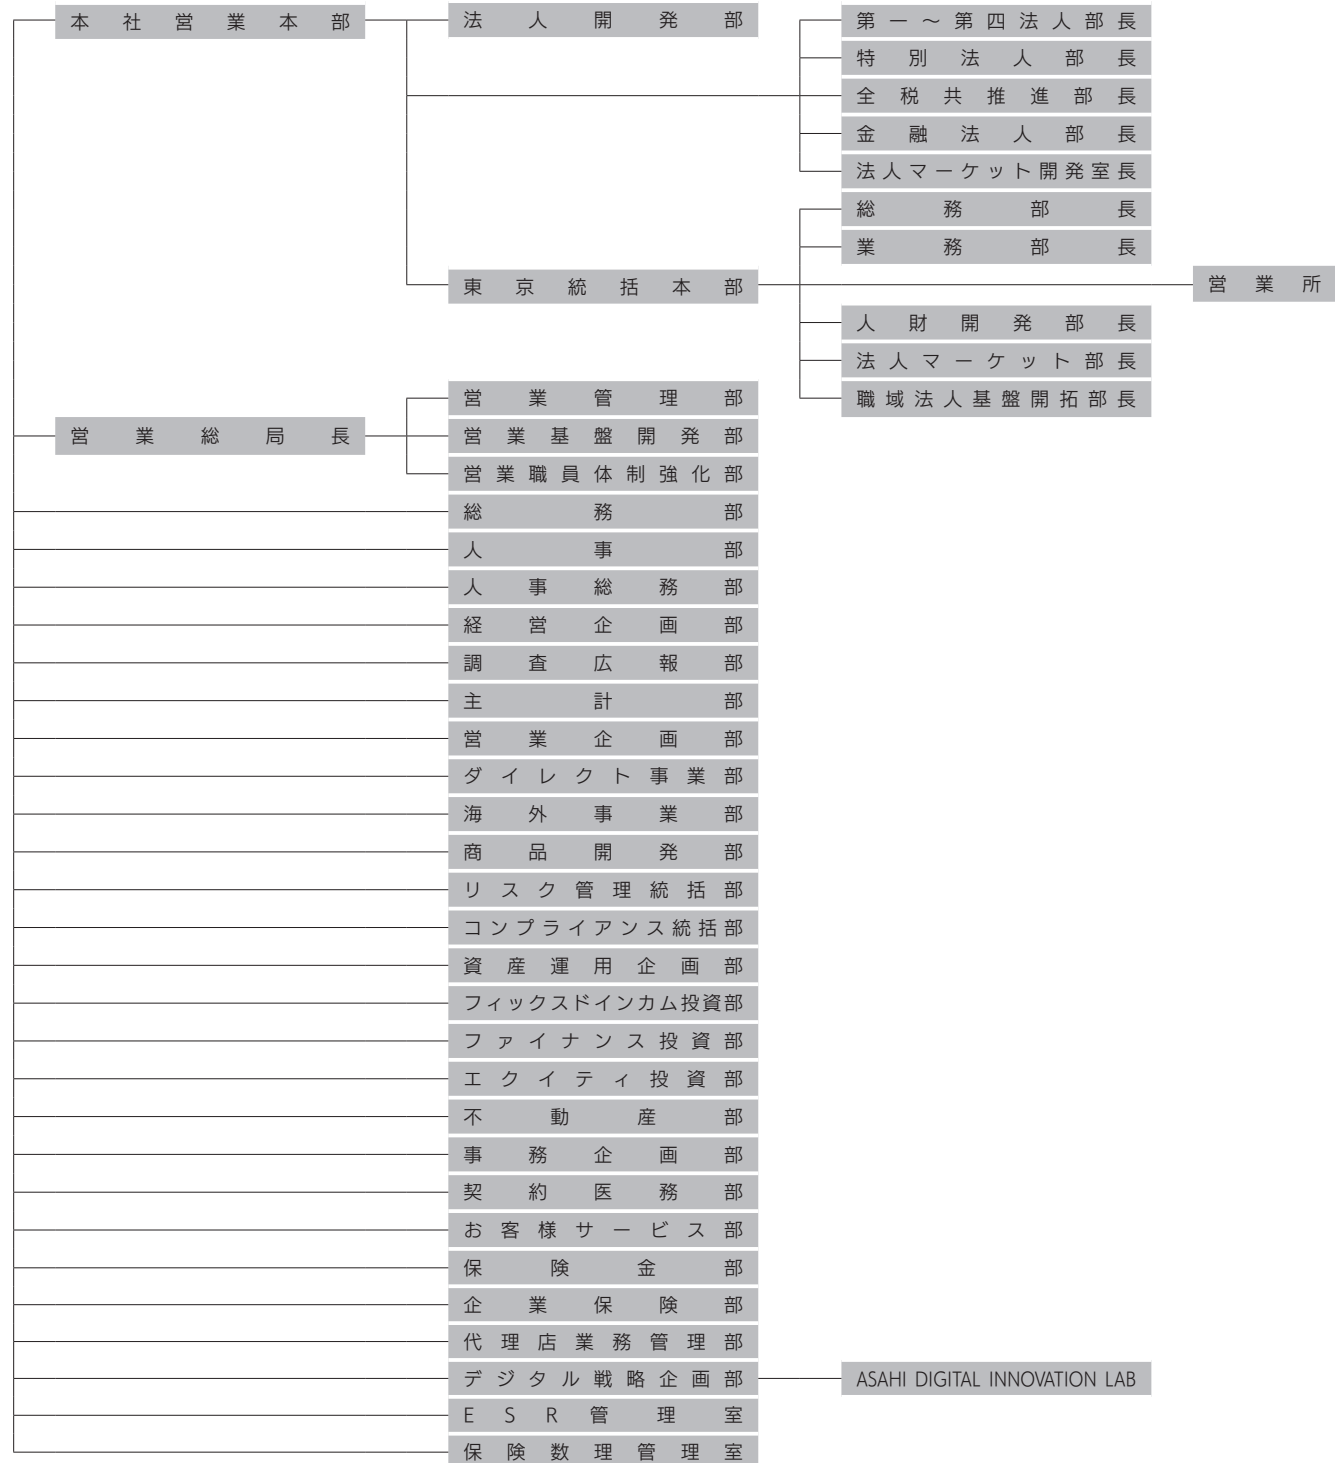 本社営業本部
法人開発部
第一～第四法人部長
特別法人部長
全税共推進部長
金融法人部長
法人マーケット開発室長
総務部長
業務部長
東京統括本部
営業所
人財開発部長
法人マーケット部長
職域法人基盤開拓部長
営業総局長
営業管理部
営業基盤開発部
営業職員体制強化部
総務部
人事部
人事総務部
経営企画部
調査広報部
主計部
営業企画部
ダイレクト事業部
海外事業部
商品開発部
リスク管理統括部
コンプライアンス統括部
資産運用企画部
フィックスドインカム投資部
ファイナンス投資部
エクイティ投資部
不動産部
事務企画部
契約医務部
お客様サービス部
保険金部
企業保険部
代理店業務管理部
デジタル戦略企画部
ASAHI DIGITAL INNOVATION LAB
ESR管理室
保険数理管理室